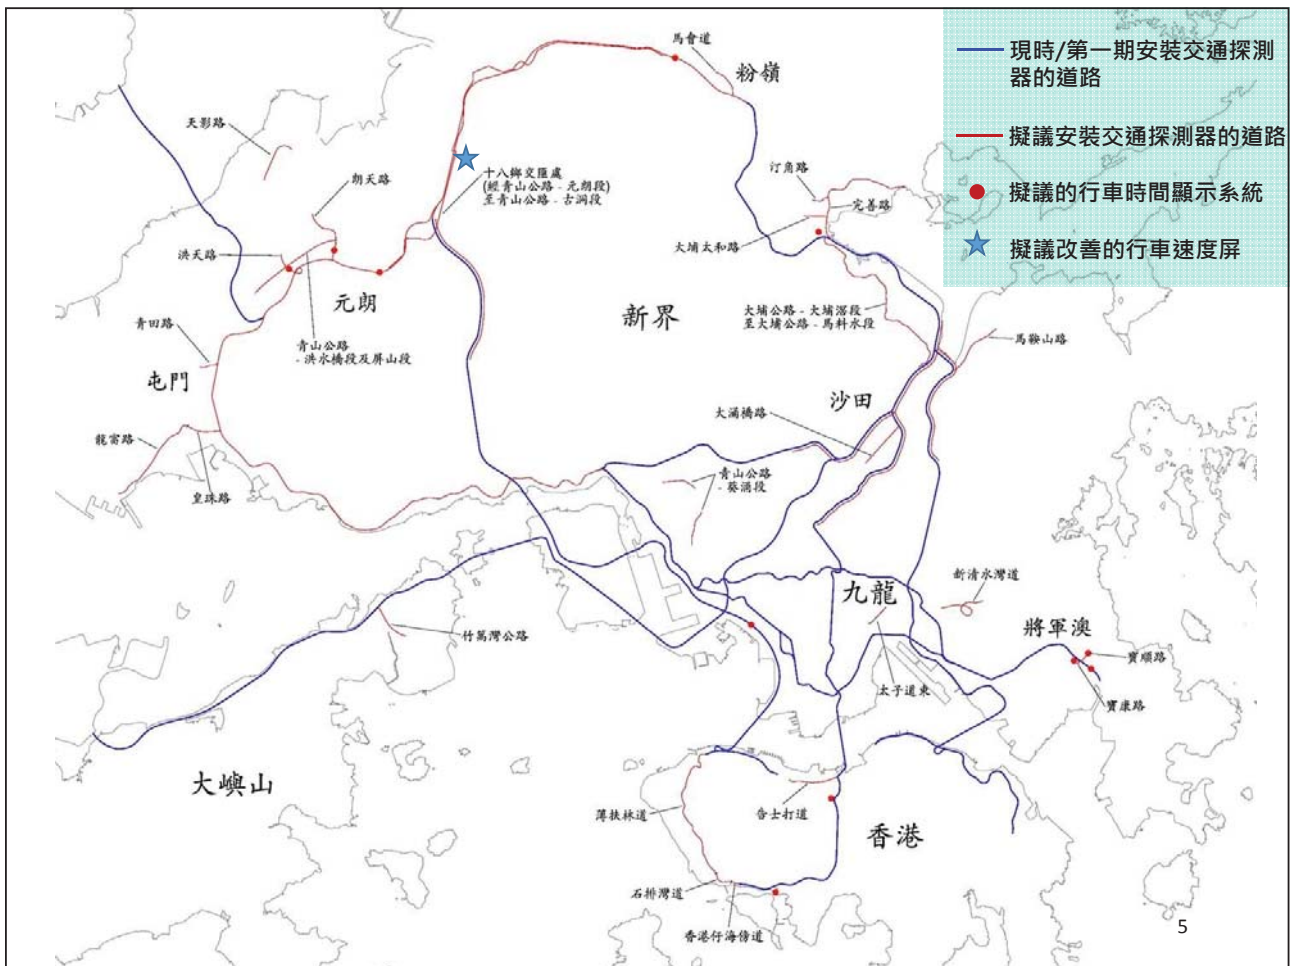 現時/第一期安裝交通探測
器的道路
擬議安裝交通探測器的道路
擬議的行車時間顯示系統
擬議改善的行車速度屏
馬會道
粉嶺
天影路
朝天路
十八鄉交匯處
(經青山公路 - 元朗段)
至青山公路 - 古洞段
汀角路
完善路
大埔太和路
洪天路
元朗
新界
大埔公路 - 大埔滘段
至大埔公路 - 馬料水段
青田路
青山公路
- 洪水橋段及屏山段
馬鞍山路
屯門
沙田
大涌橋路
龍富路
皇珠路
青山公路
- 葵涌段
新清水灣道
九龍
將軍澳
竹篙灣公路
寶順路
太子道東
寶康路
大嶼山
薄扶林道
告士打道
香港
石排灣道
香港仔海傍道
5